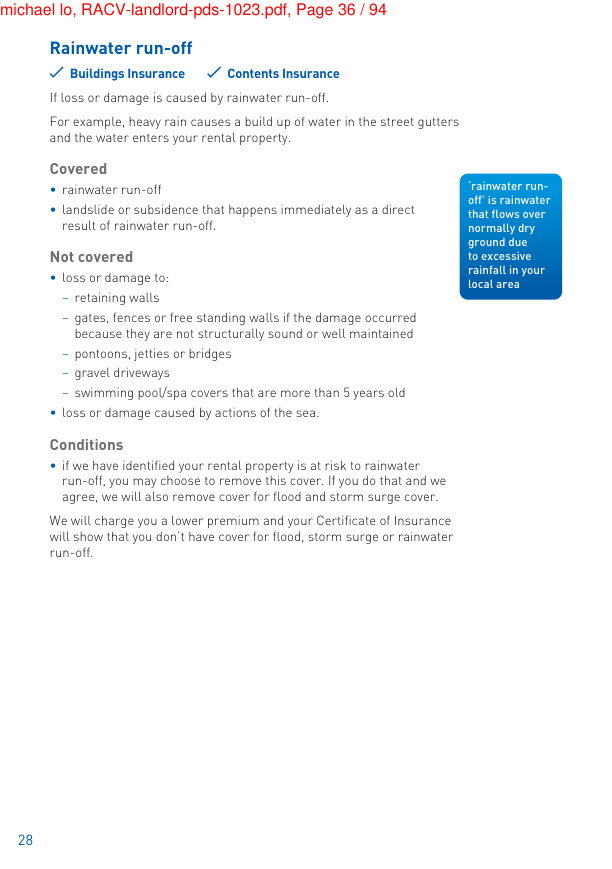 michael lo, RACV-landlord-pds-1023.pdf, Page 36 / 94
Rainwater run-off
✓ Buildings Insurance ✓ Contents Insurance
If loss or damage is caused by rainwater run-off.
For example, heavy rain causes a build up of water in the street gutters
and the water enters your rental property.
Covered
• rainwater run-off
• landslide or subsidence that happens immediately as a direct
result of rainwater run-off.
'rainwater run-
off' is rainwater
that flows over
normally dry
ground due
to excessive
rainfall in your
local area
Not covered
• loss or damage to:
– retaining walls
– gates, fences or free standing walls if the damage occurred
because they are not structurally sound or well maintained
– pontoons, jetties or bridges
– gravel driveways
– swimming pool/spa covers that are more than 5 years old
• loss or damage caused by actions of the sea.
Conditions
• if we have identified your rental property is at risk to rainwater
run-off, you may choose to remove this cover. If you do that and we
agree, we will also remove cover for flood and storm surge cover.
We will charge you a lower premium and your Certificate of Insurance
will show that you don't have cover for flood, storm surge or rainwater
run-off.
28